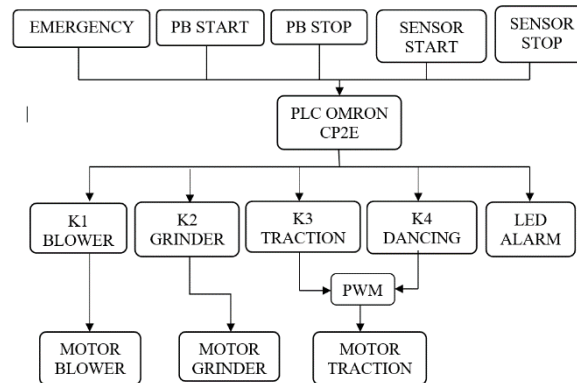 EMERGENCY
PB START
PB STOP
SENSOR
START
SENSOR
STOP
PLC OMRON
CP2E
K1
BLOWER
K2
GRINDER
K3
TRACTION
K4
DANCING
LED
ALARM
PWM
MOTOR
BLOWER
MOTOR
GRINDER
MOTOR
TRACTION